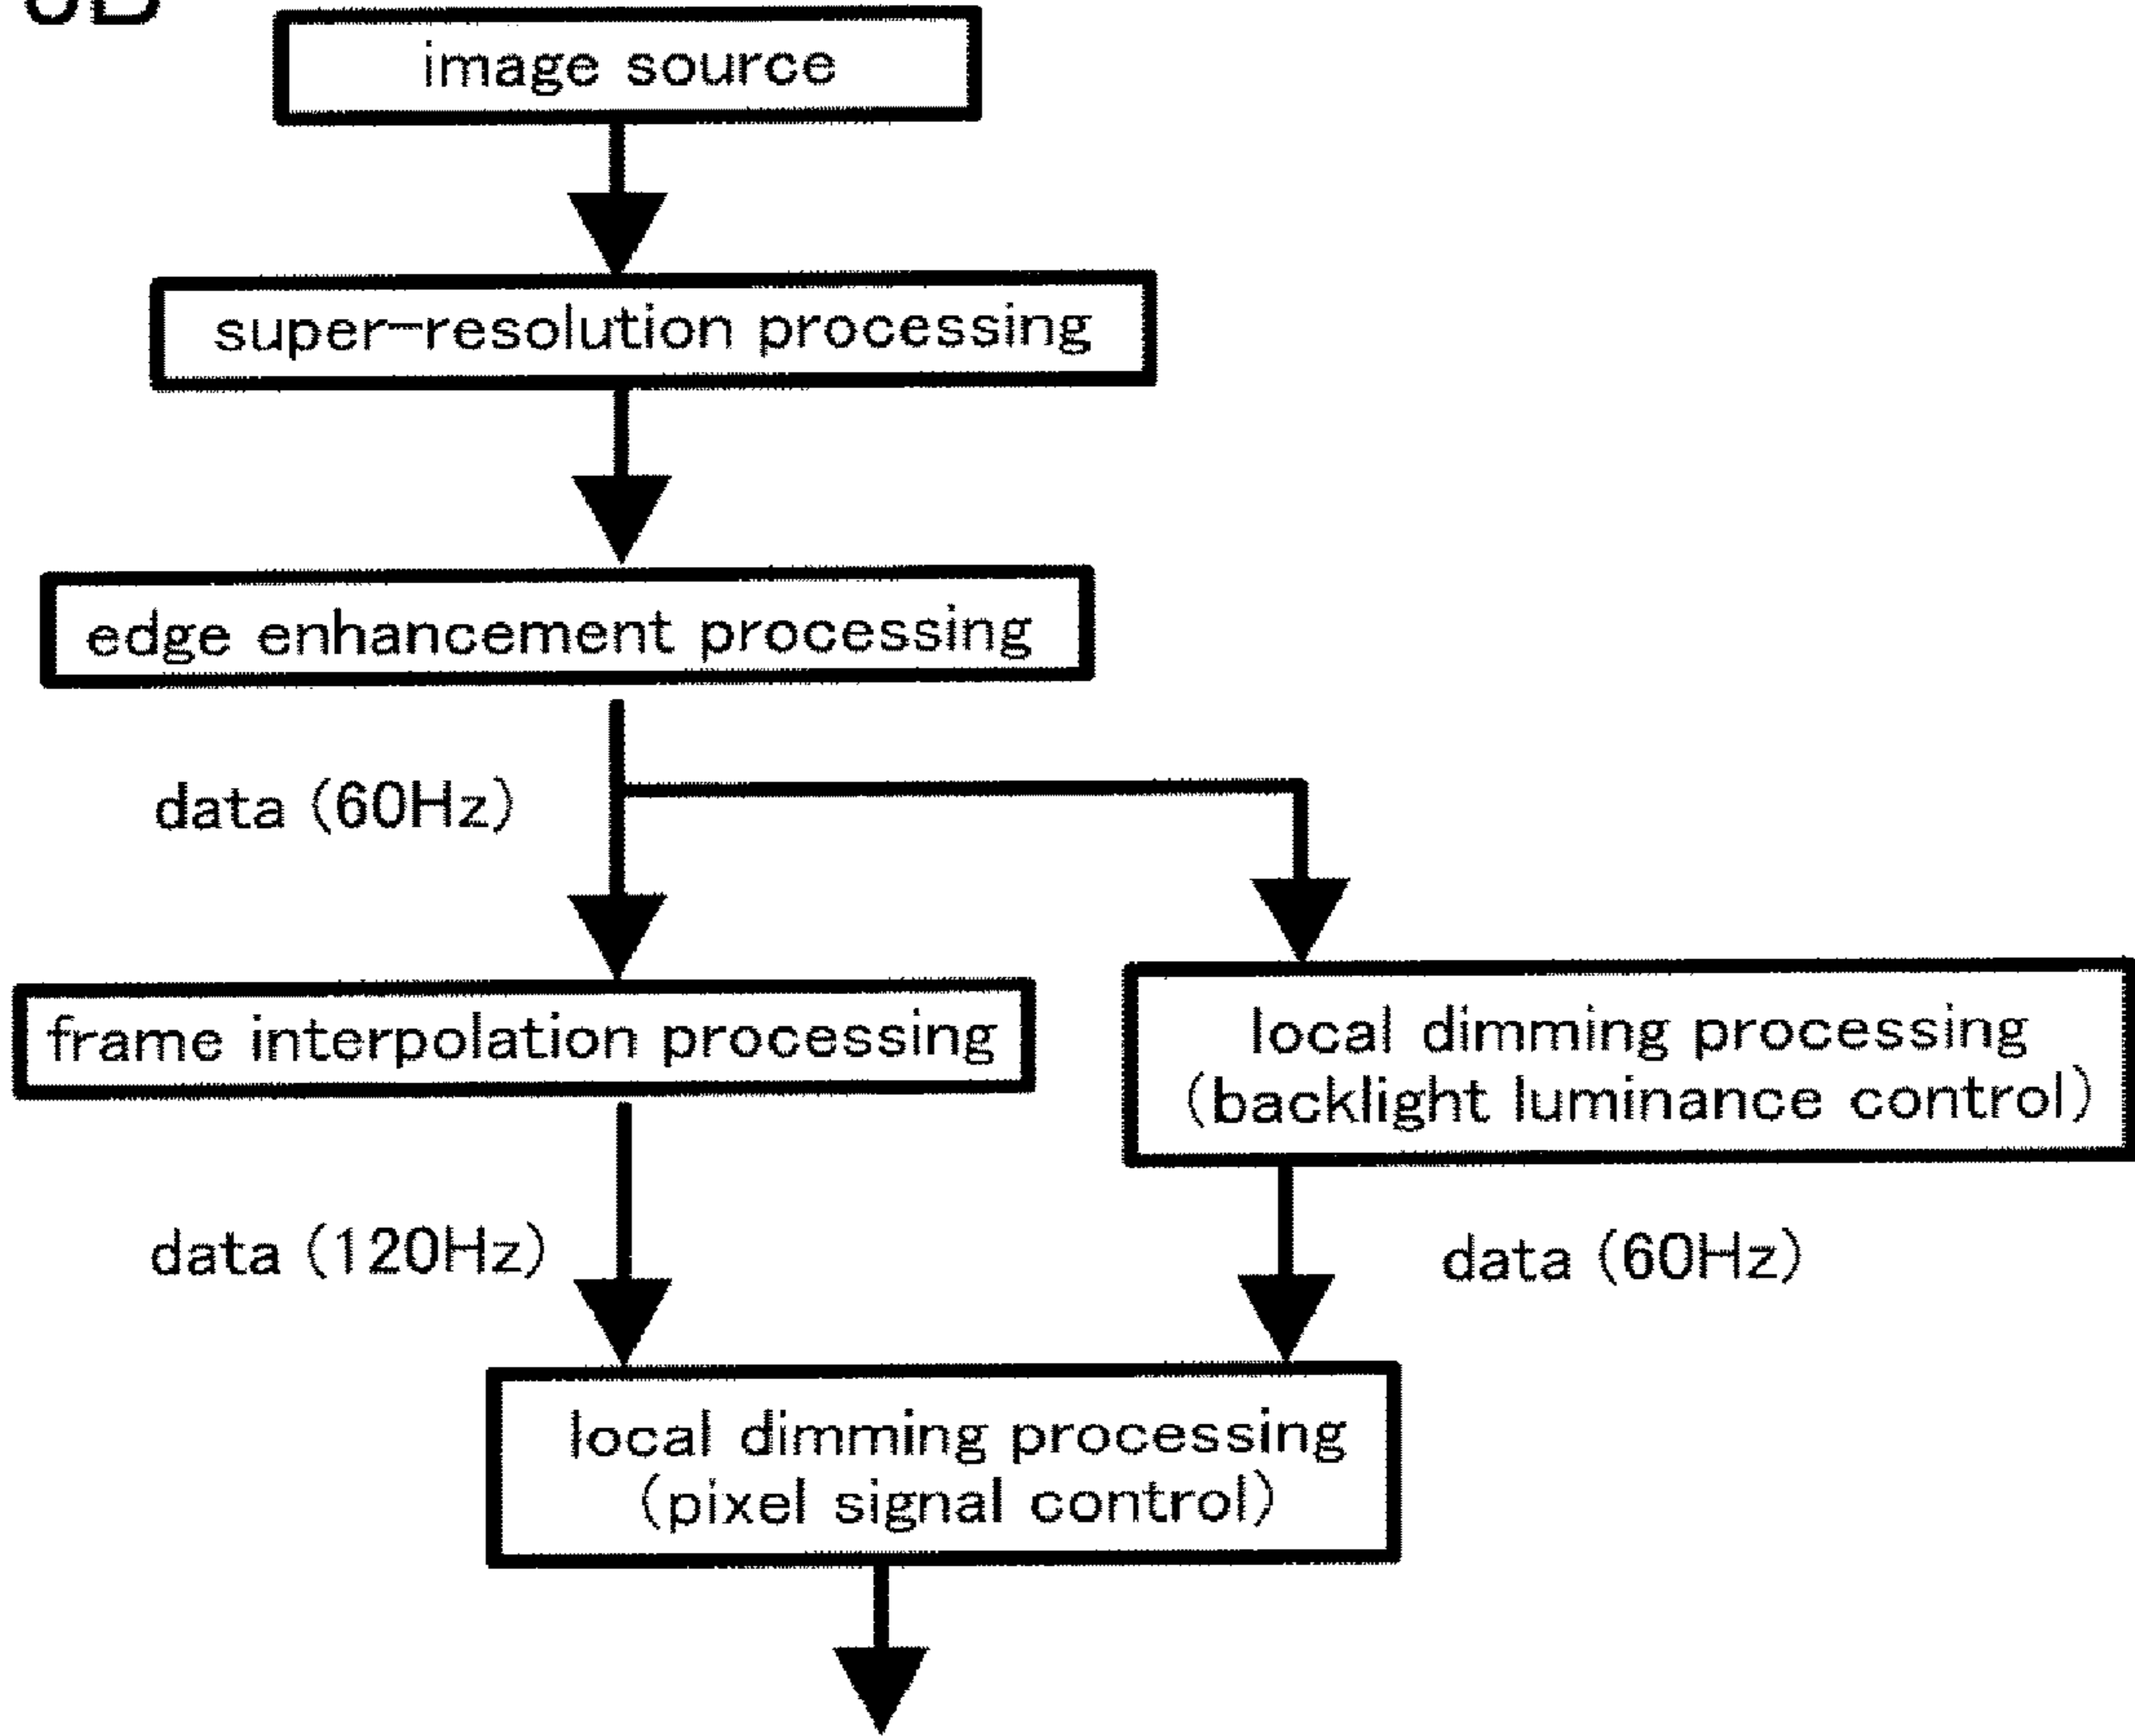 image source
super-resolution processing
edge enhancement processing
data (60Hz)
frame interpolation processing
local dimming processing
(backlight luminance control)
data (120Hz)
data (60Hz)
local dimming processing
(pixel signal control)